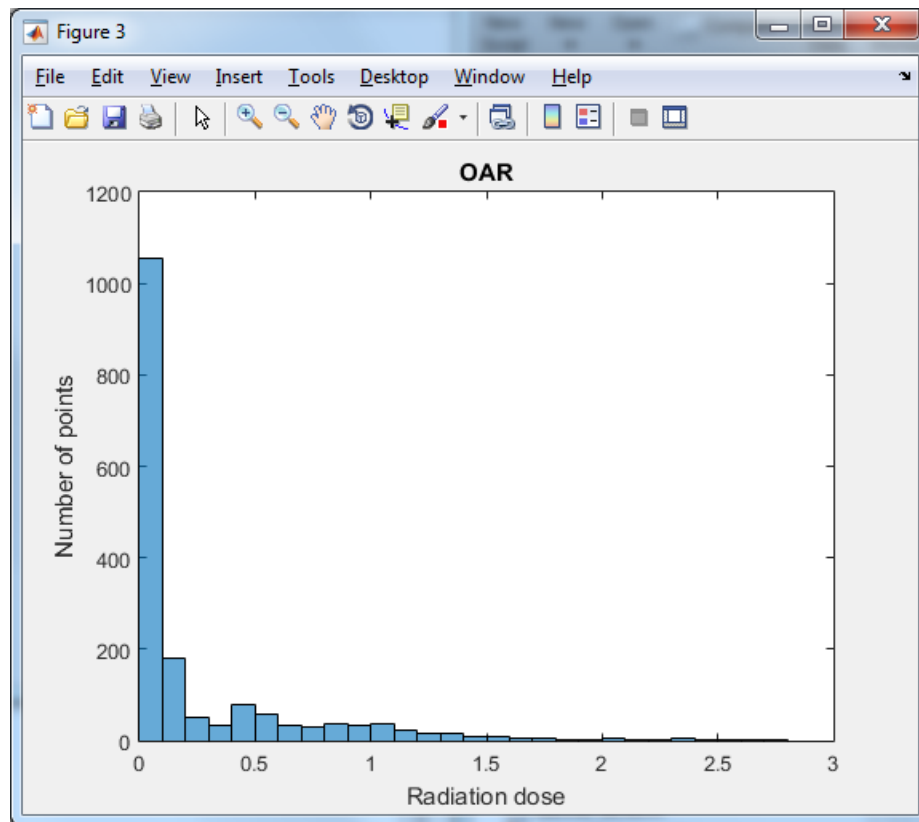 Figure 3
File Edit View Insert Tools Desktop Window Help
OAR
1200
1000
800
600
400
200
0
Number of points
0 0.5 1 1.5 2 2.5 3
Radiation dose